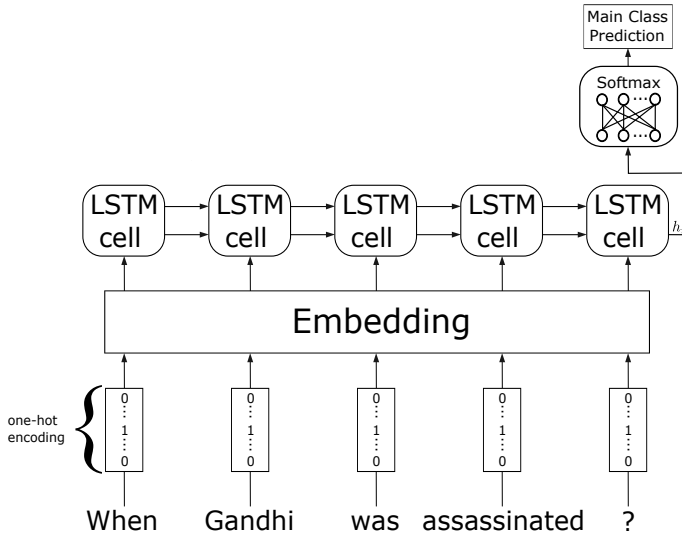 Main Class
Prediction
Softmax
LSTM
cell
LSTM
cell
LSTM
cell
LSTM
cell
LSTM
cell
h
Embedding
one-hot
encoding
0
1
0
0
1
0
0
1
0
0
1
0
0
1
0
When Gandhi was assassinated ?